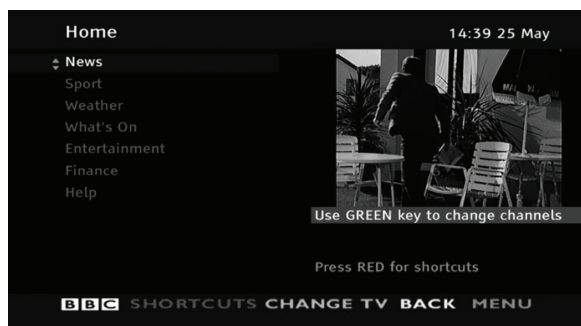 Home
14:39 25 May
News
Sport
Weather
What's On
Entertainment
Finance
Help
Use GREEN key to change channels
Press RED for shortcuts
BBC SHORTCUTS CHANGE TV BACK MENU